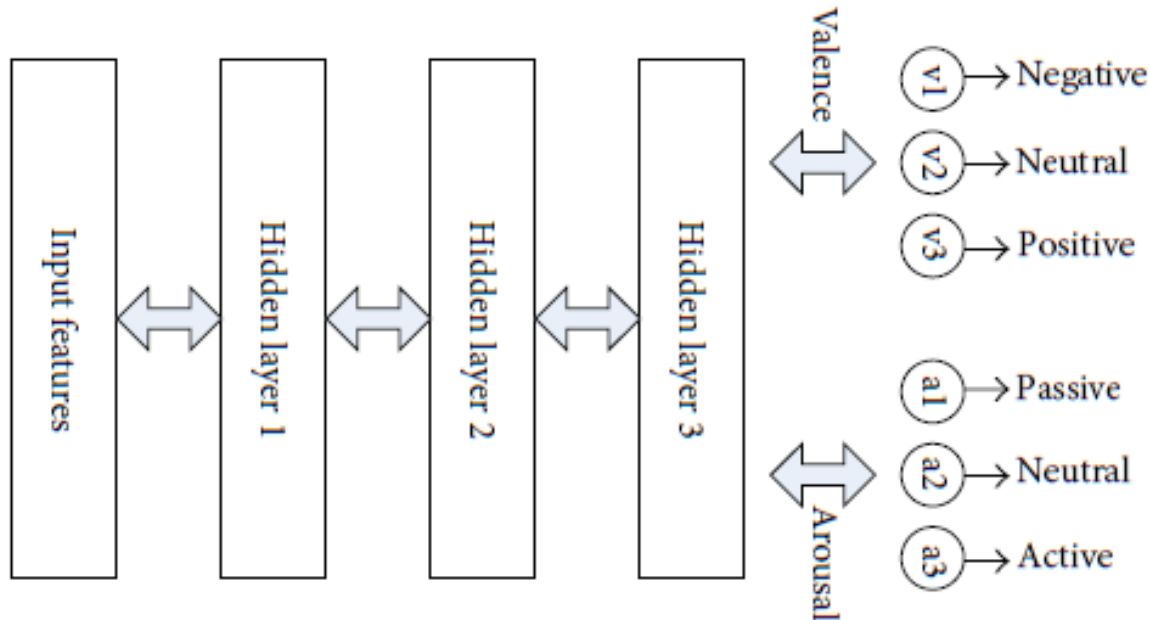 Input features
Hidden layer 1
Hidden layer 2
Hidden layer 3
Valence
v1
Negative
v2
Neutral
v3
Positive
Arousal
a1
Passive
a2
Neutral
a3
Active